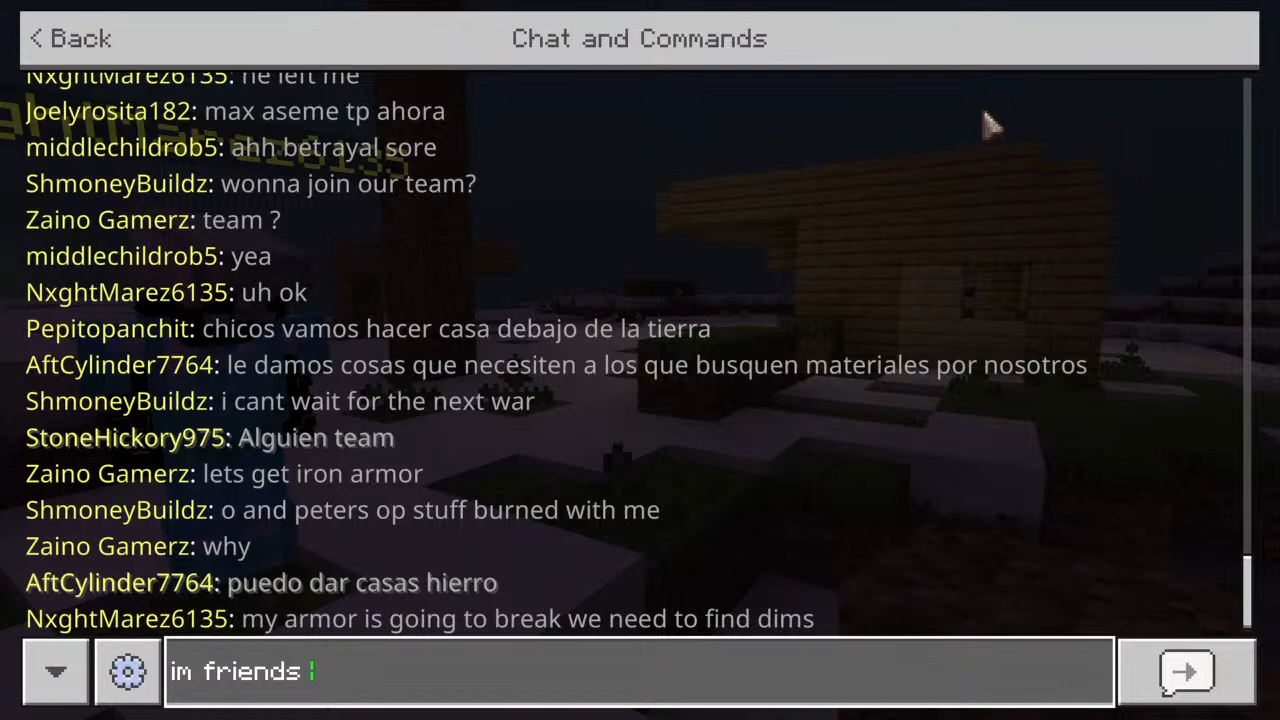 < Back
Chat and Commands
NxghtMarez6135: he left me
Joelyrosita182: max aseme tp ahora
middlechildrob5: ahh betrayal sore
ShmoneyBuildz: wonna join our team?
Zaino Gamerz: team ?
middlechildrob5: yea
NxghtMarez6135: uh ok
Pepitopanchit: chicos vamos hacer casa debajo de la tierra
AftCylinder7764: le damos cosas que necesiten a los que busquen materiales por nosotros
ShmoneyBuildz: i cant wait for the next war
StoneHickory975: Alguien team
Zaino Gamerz: lets get iron armor
ShmoneyBuildz: o and peters op stuff burned with me
Zaino Gamerz: why
AftCylinder7764: puedo dar casas hierro
NxghtMarez6135: my armor is going to break we need to find dims
im friends